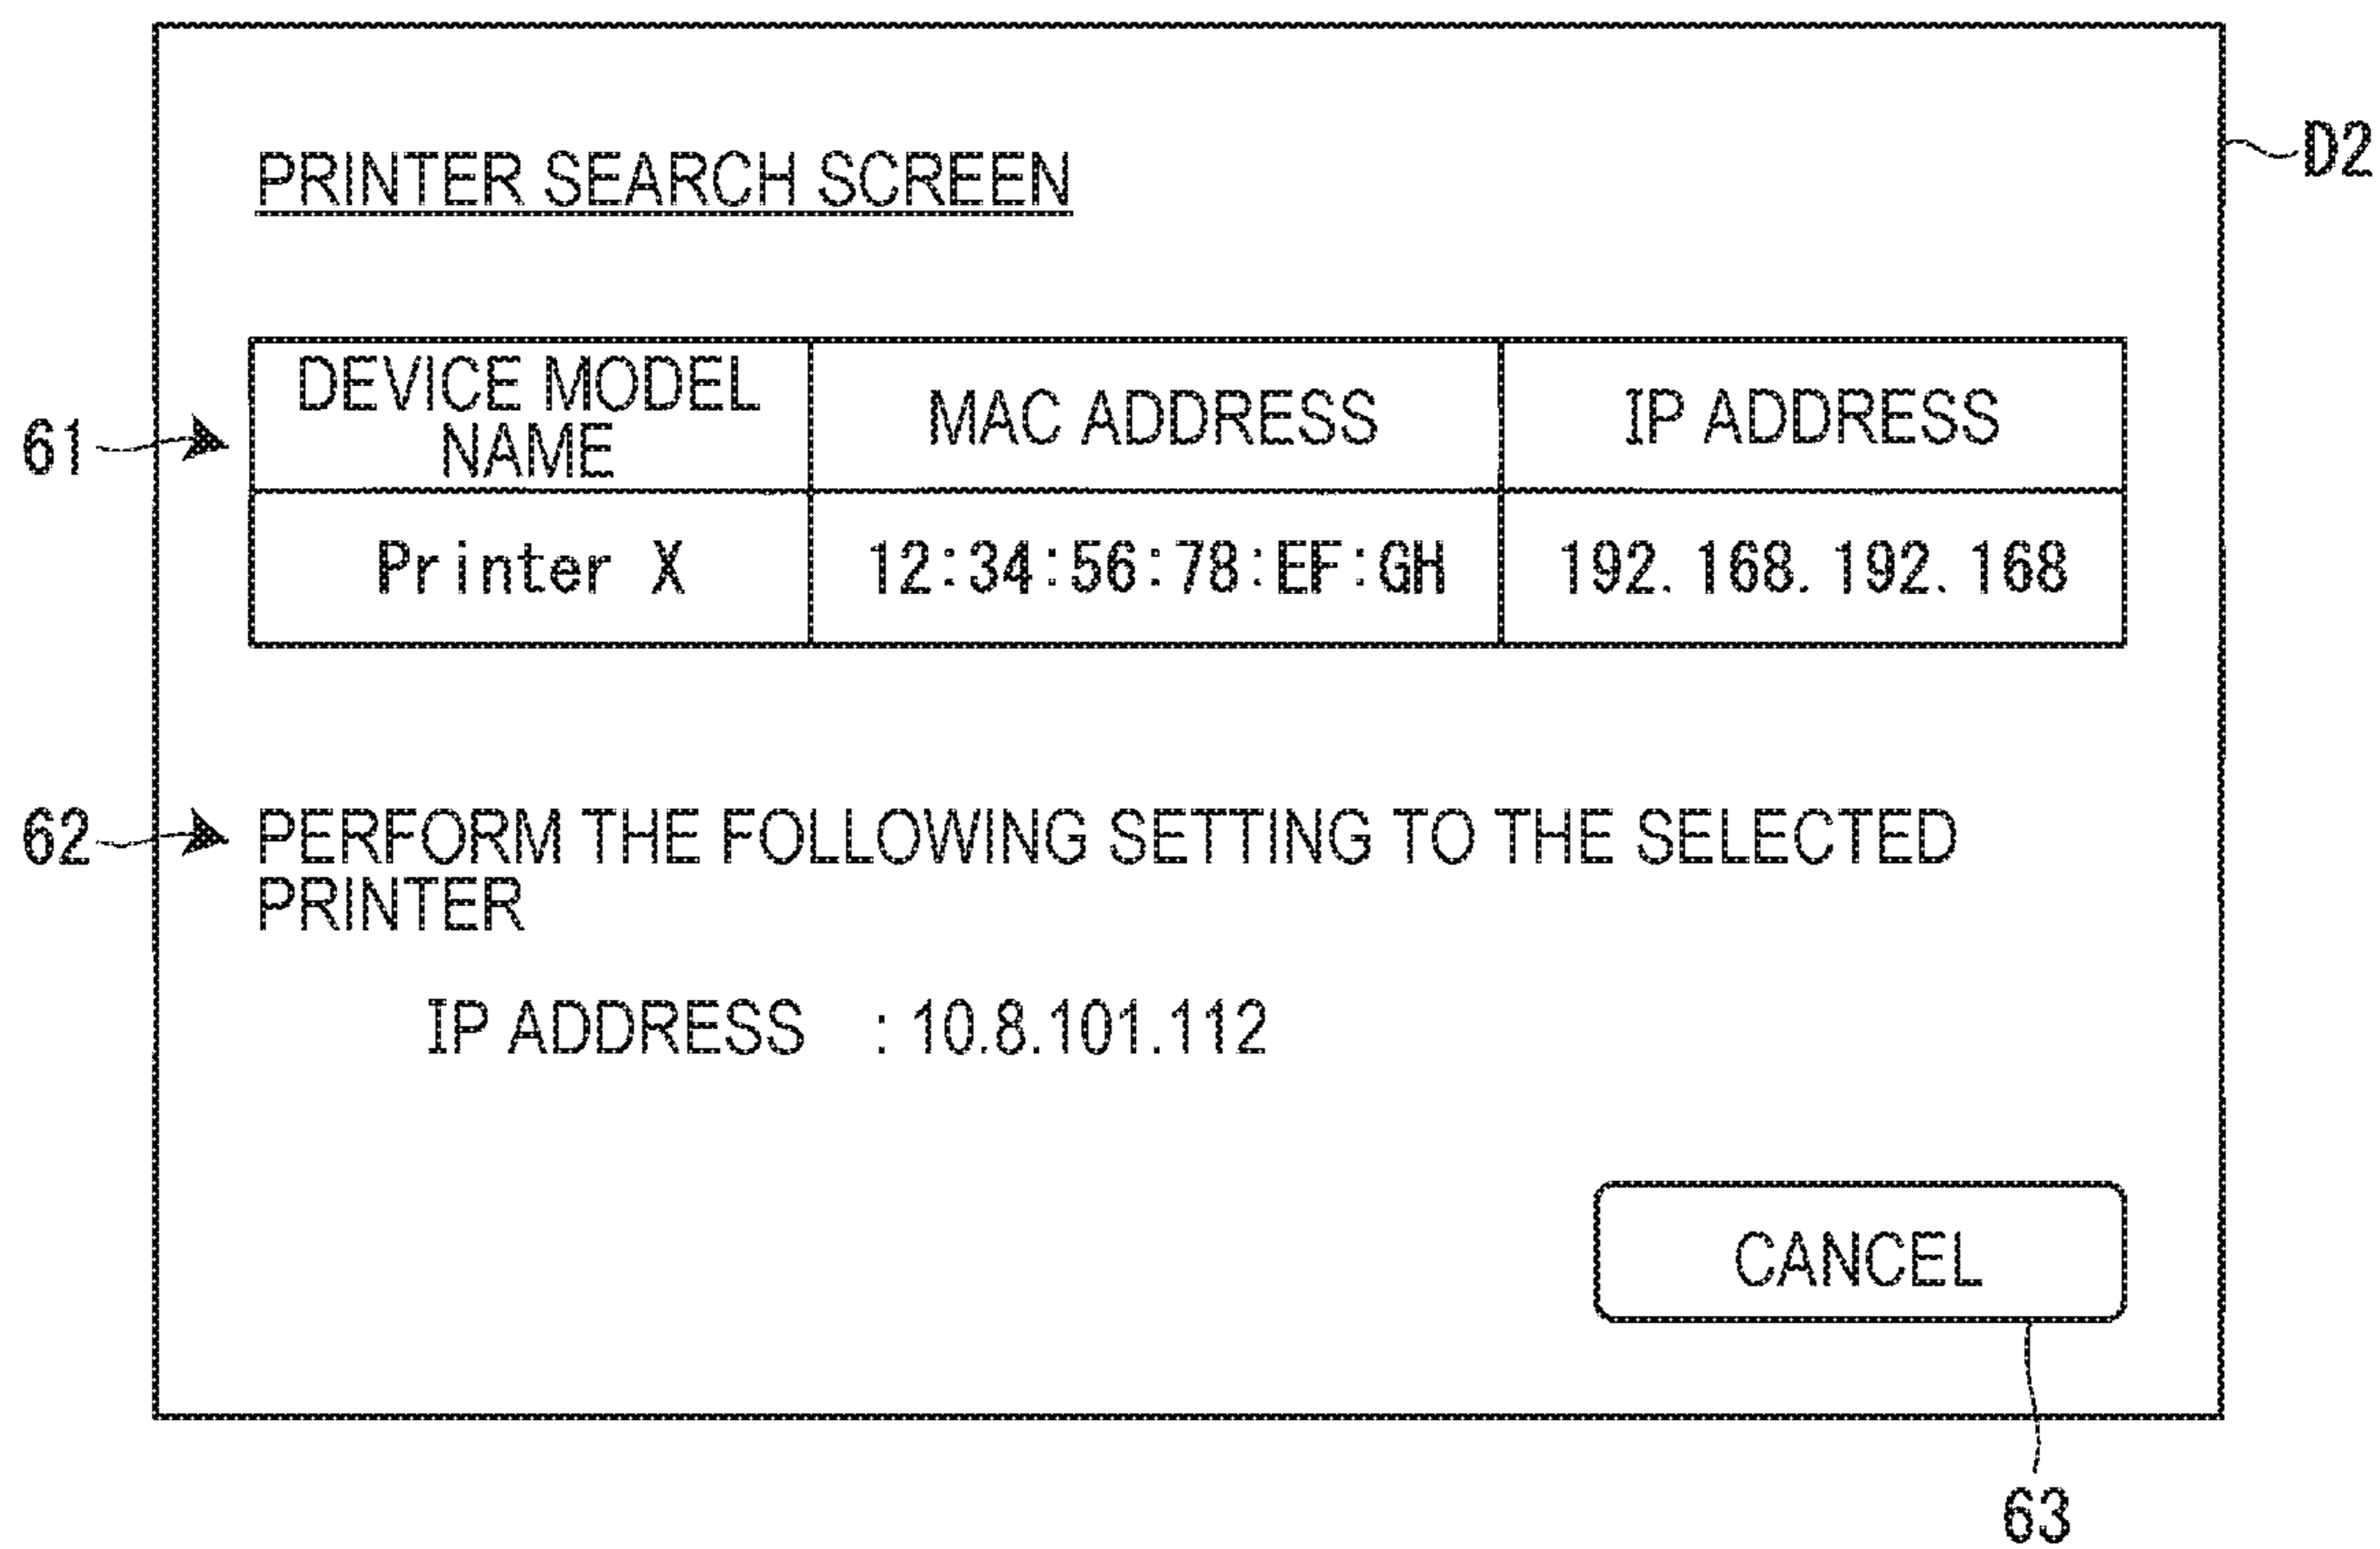 D2
PRINTER SEARCH SCREEN
61
DEVICE MODEL
NAME
MAC ADDRESS
IP ADDRESS
Printer X
12:34:56:78:EF:GH
192.168.192.168
62
PERFORM THE FOLLOWING SETTING TO THE SELECTED
PRINTER
IP ADDRESS : 10.8.101.112
CANCEL
63